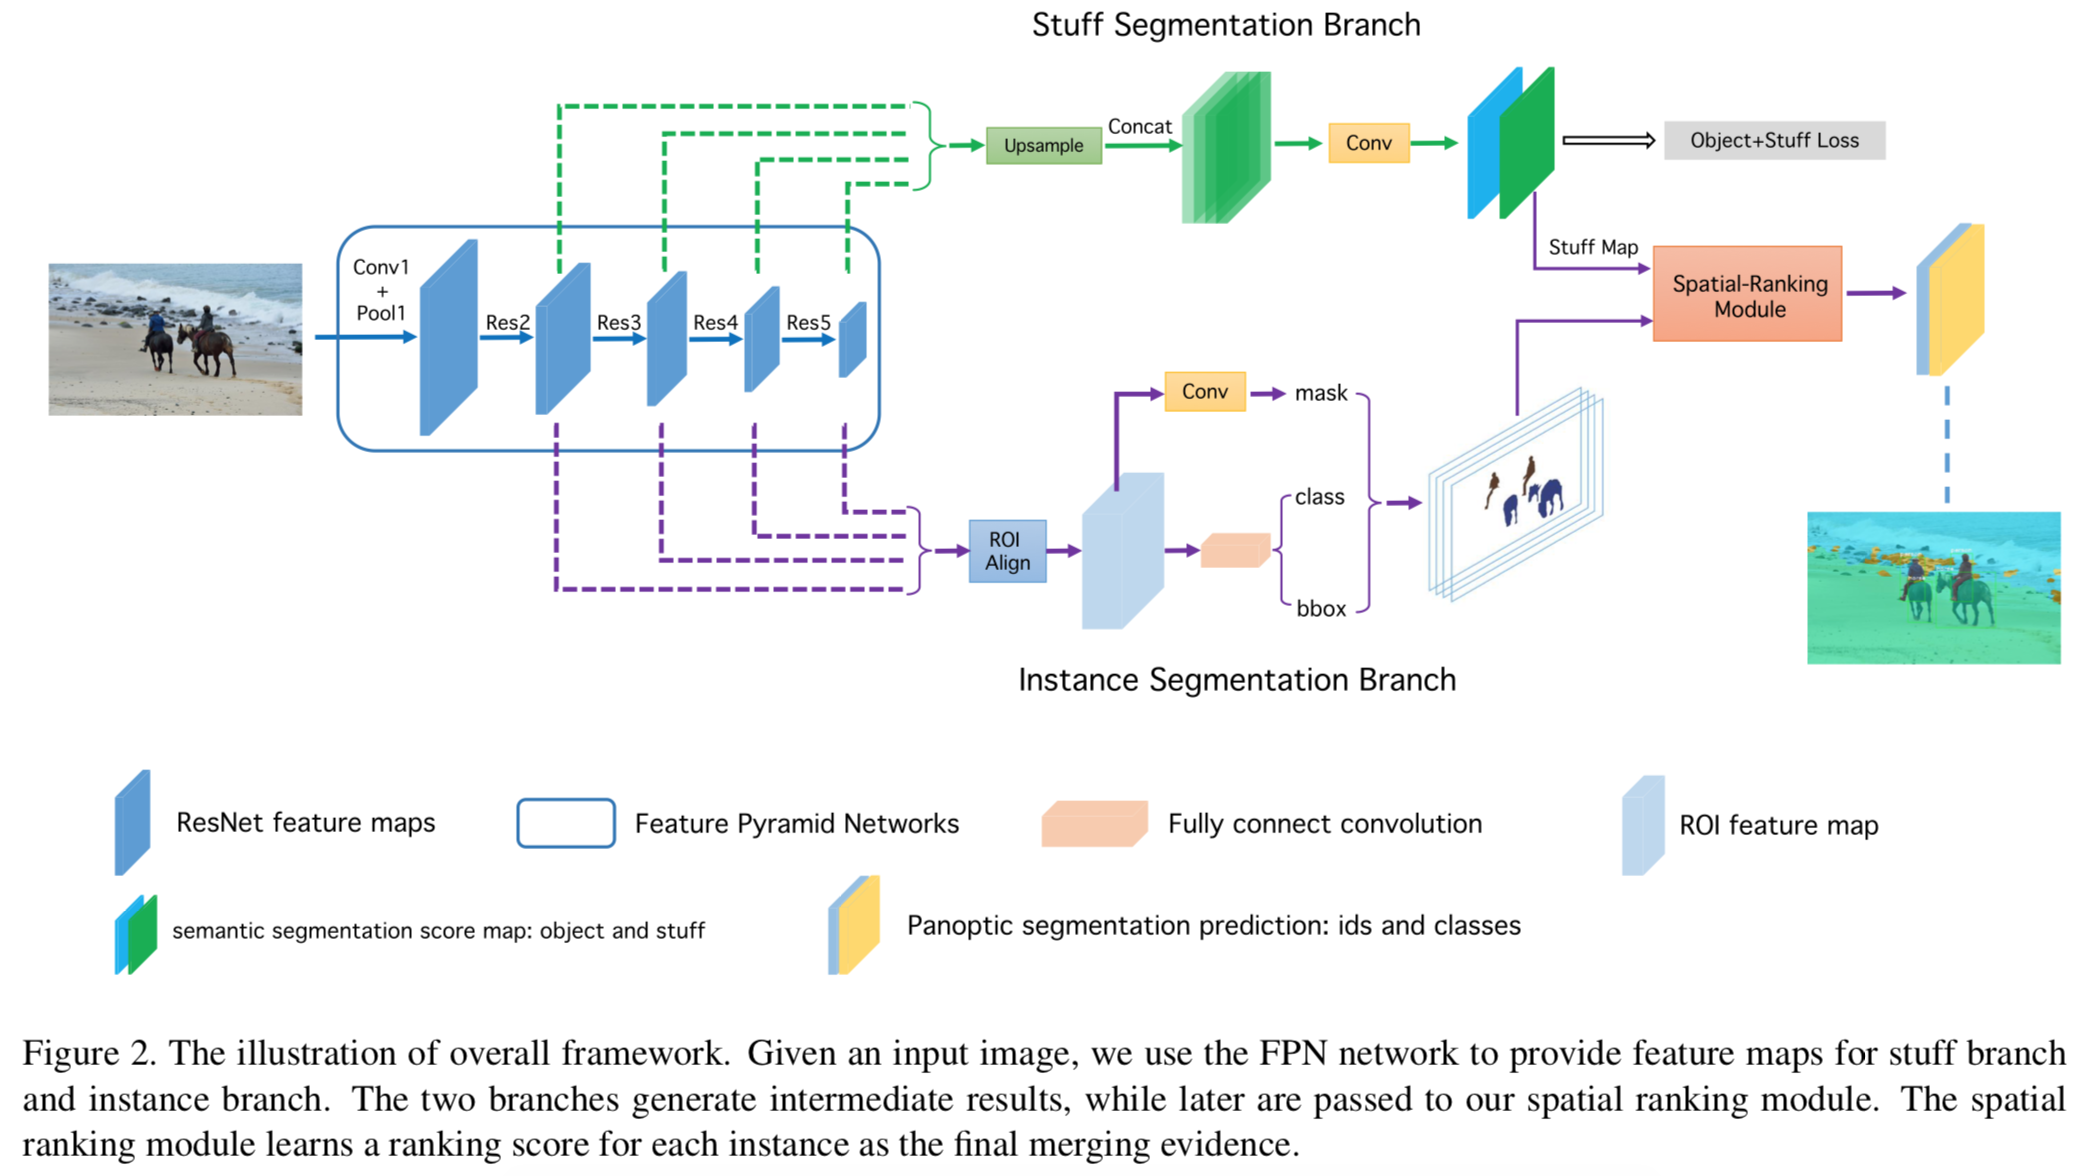 Stuff Segmentation Branch
Concat
Upsample
Conv
Object+Stuff Loss
Conv1
+
Pool1
Res2
Res3
Res4
Res5
Stuff Map
Spatial-Ranking
Module
Conv
mask
class
bbox
ROI
Align
Instance Segmentation Branch
ResNet feature maps
Feature Pyramid Networks
Fully connect convolution
ROI feature map
semantic segmentation score map: object and stuff
Panoptic segmentation prediction: ids and classes
Figure 2. The illustration of overall framework. Given an input image, we use the FPN network to provide feature maps for stuff branch
and instance branch. The two branches generate intermediate results, while later are passed to our spatial ranking module. The spatial
ranking module learns a ranking score for each instance as the final merging evidence.